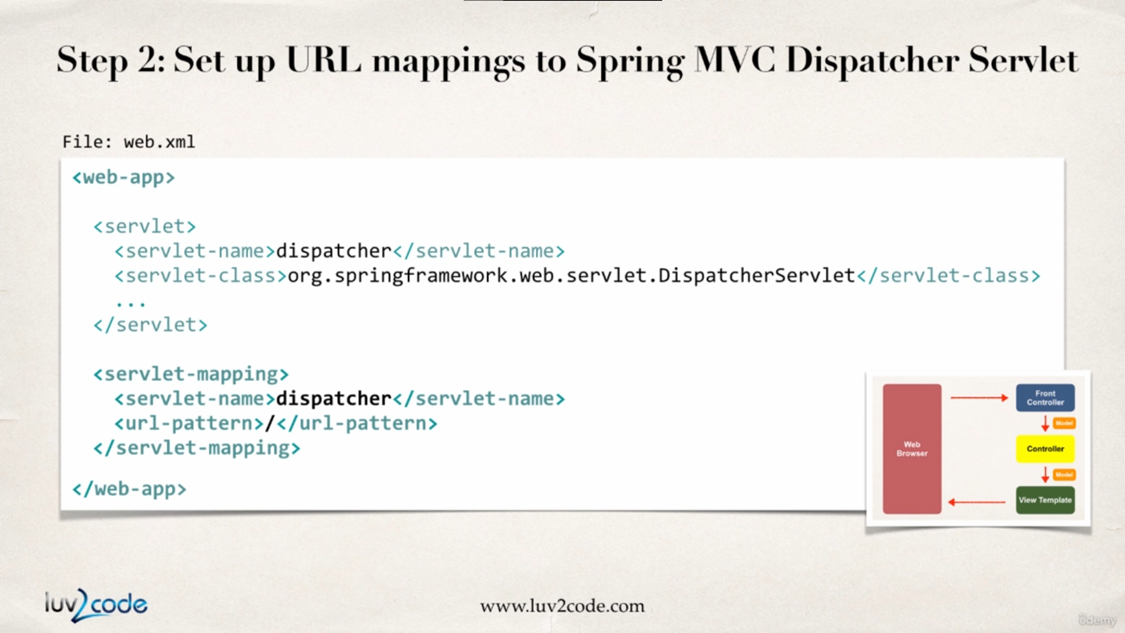 Step 2: Set up URL mappings to Spring MVC Dispatcher Servlet
File: web.xml
<web-app>
<servlet>
<servlet-name>dispatcher</servlet-name>
<servlet-class>org.springframework.web.servlet.DispatcherServlet</servlet-class>
...
</servlet>
<servlet-mapping>
<servlet-name>dispatcher</servlet-name>
<url-pattern>/</url-pattern>
</servlet-mapping>
</web-app>
Web
Browser
Front
Controller
Model
Controller
Model
View Template
luv2code
www.luv2code.com
ûdemy